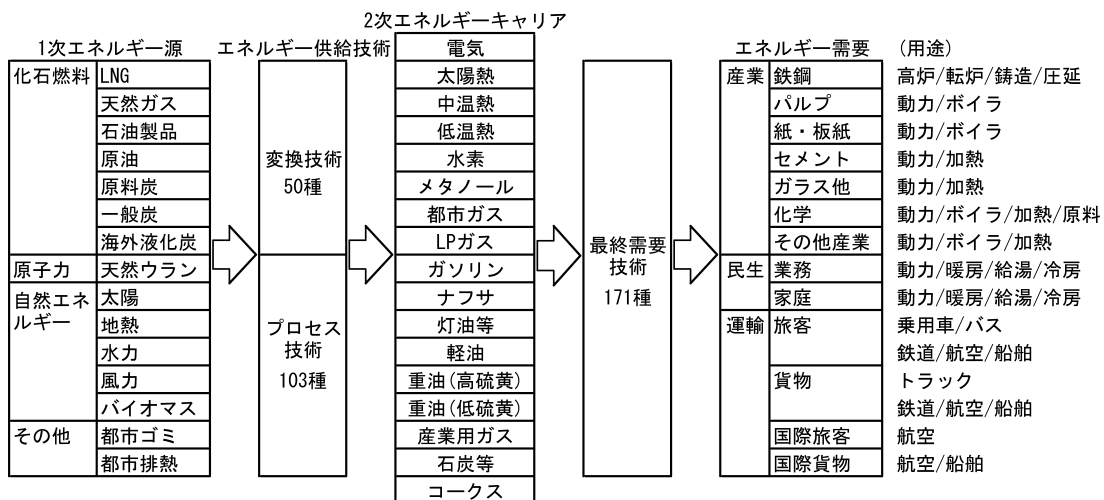 2次エネルギーキャリア
1次エネルギー源
エネルギー供給技術
エネルギー需要 (用途)
化石燃料
LNG
天然ガス
石油製品
原油
原料炭
一般炭
海外液化炭
原子力
天然ウラン
自然エネ
ルギー
太陽
地熱
水力
風力
バイオマス
その他
都市ゴミ
都市排熱
変換技術
50種
プロセス
技術
103種
電気
太陽熱
中温熱
低温熱
水素
メタノール
都市ガス
LPガス
ガソリン
ナフサ
灯油等
軽油
重油(高硫黄)
重油(低硫黄)
産業用ガス
石炭等
コークス
最終需要
技術
171種
産業
鉄鋼 高炉/転炉/鋳造/圧延
パルプ 動力/ボイラ
紙・板紙 動力/ボイラ
セメント 動力/加熱
ガラス他 動力/加熱
化学 動力/ボイラ/加熱/原料
その他産業 動力/ボイラ/加熱
民生
業務 動力/暖房/給湯/冷房
家庭 動力/暖房/給湯/冷房
運輸
旅客 乗用車/バス
鉄道/航空/船舶
貨物 トラック
鉄道/航空/船舶
国際旅客 航空
国際貨物 航空/船舶